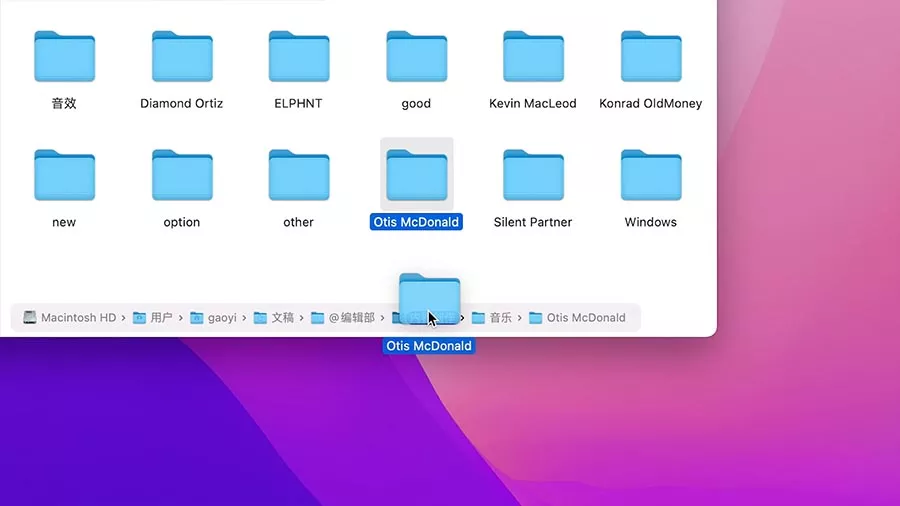 音效
Diamond Ortiz
ELPHNT
good
Kevin MacLeod
Konrad OldMoney
new
option
other
Otis McDonald
Silent Partner
Windows
Macintosh HD › 用户 › gaoyi › 文稿 › @编辑部 › › 音乐 › Otis McDonald
Otis McDonald